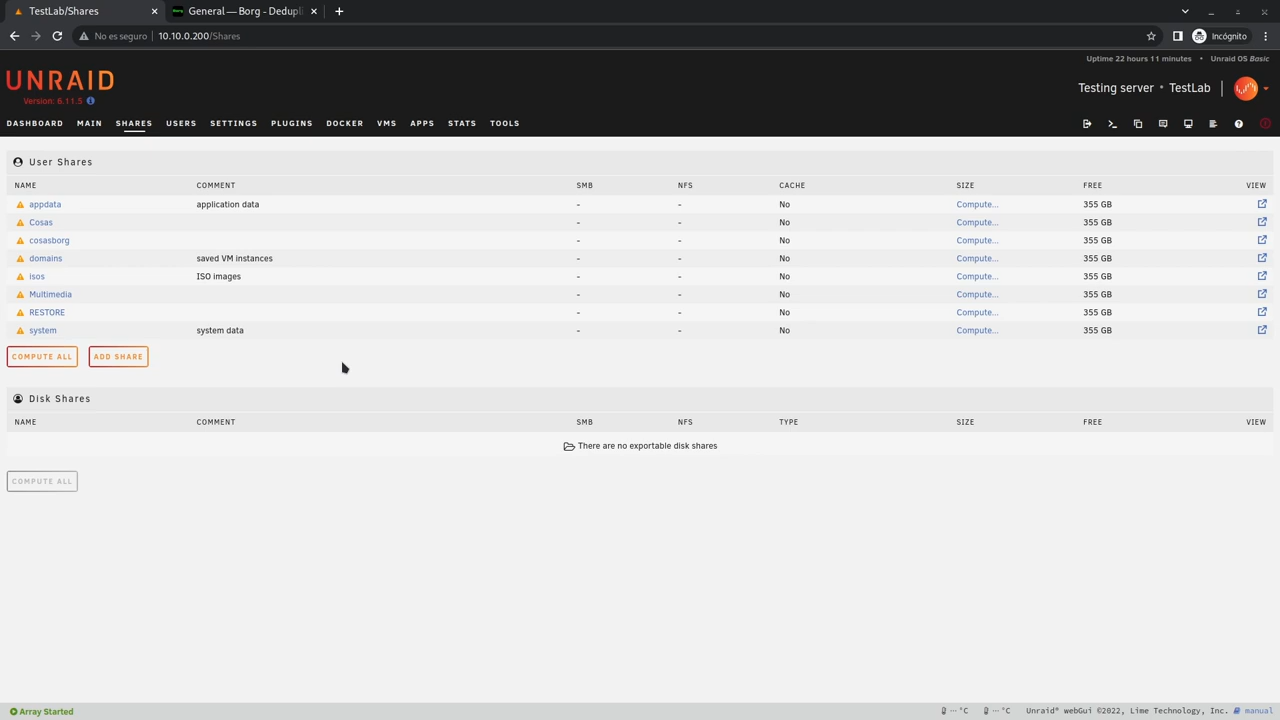 TestLab/Shares
General — Borg - Dedupli
No es seguro
10.10.0.200/Shares
Incógnito
Uptime 22 hours 11 minutes • Unraid OS Basic
UNRAID
Version: 6.11.5
Testing server • TestLab
DASHBOARD MAIN SHARES USERS SETTINGS PLUGINS DOCKER VMS APPS STATS TOOLS
User Shares
NAME COMMENT SMB NFS CACHE SIZE FREE VIEW
appdata application data - - No Compute... 355 GB
Cosas - - No Compute... 355 GB
cosasborg - - No Compute... 355 GB
domains saved VM instances - - No Compute... 355 GB
isos ISO images - - No Compute... 355 GB
Multimedia - - No Compute... 355 GB
RESTORE - - No Compute... 355 GB
system system data - - No Compute... 355 GB
COMPUTE ALL ADD SHARE
Disk Shares
NAME COMMENT SMB NFS TYPE SIZE FREE VIEW
There are no exportable disk shares
COMPUTE ALL
Array Started
··· °C ··· °C Unraid® webGui ©2022, Lime Technology, Inc. manual